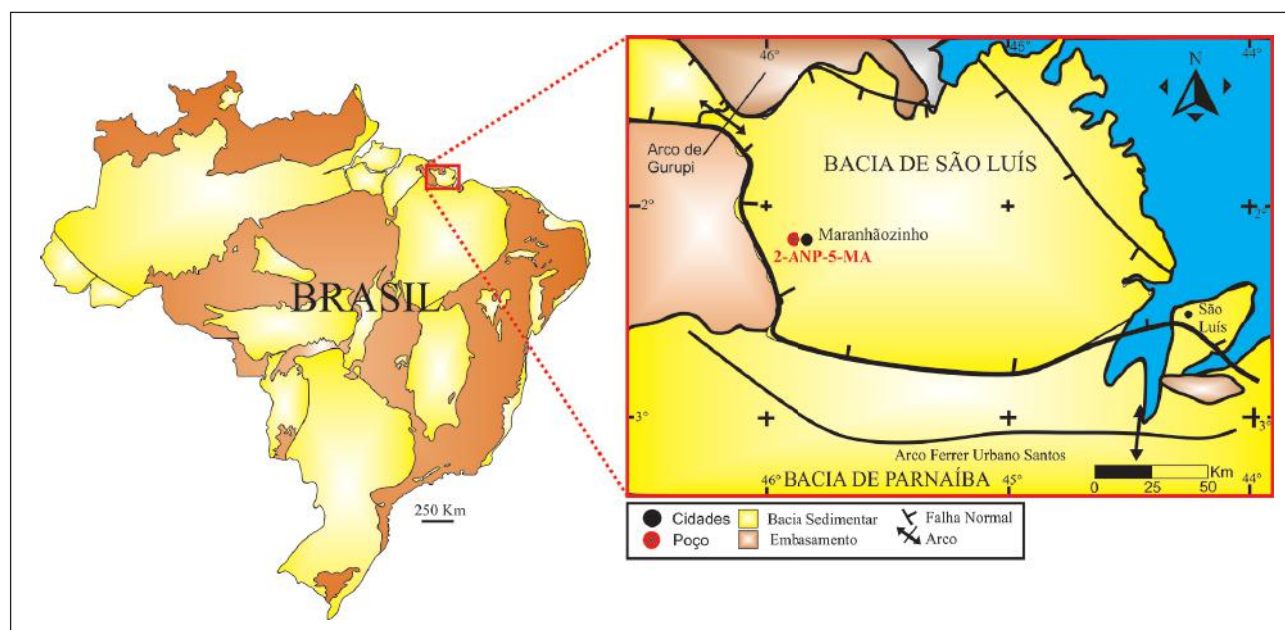 BRASIL
250 Km
46°
45°
44°
N
Arco de
Gurupi
BACIA DE SÃO LUÍS
2°
2°
Maranhãozinho
2-ANP-5-MA
São
Luís
3°
3°
Arco Ferrer Urbano Santos
46°
BACIA DE PARNAÍBA
45°
Km
44°
0 25 50
Cidades
Bacia Sedimentar
Falha Normal
Poço
Embasamento
Arco